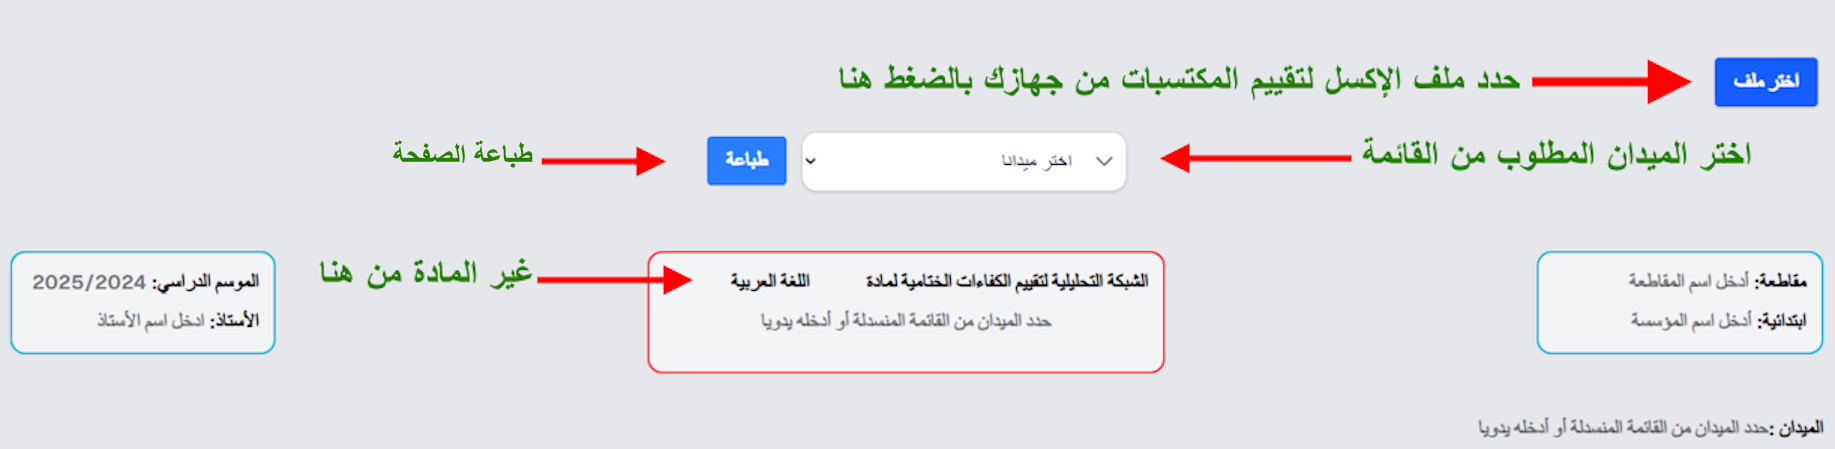 اختر ملف
حدد ملف الإكسل لتقييم المكتسبات من جهازك بالضغط هنا
اختر الميدان المطلوب من القائمة
اختر ميدانا
طباعة
طباعة الصفحة
مقاطعة: أدخل اسم المقاطعة
ابتدائية: أدخل اسم المؤسسة
الشبكة التحليلية لتقييم الكفاءات الختامية لمادة اللغة العربية
حدد الميدان من القائمة المنسدلة أو أدخله يدويا
غير المادة من هنا
الموسم الدراسي: 2025/2024
الأستاذ: ادخل اسم الأستاذ
الميدان :حدد الميدان من القائمة المنسدلة أو أدخله يدويا